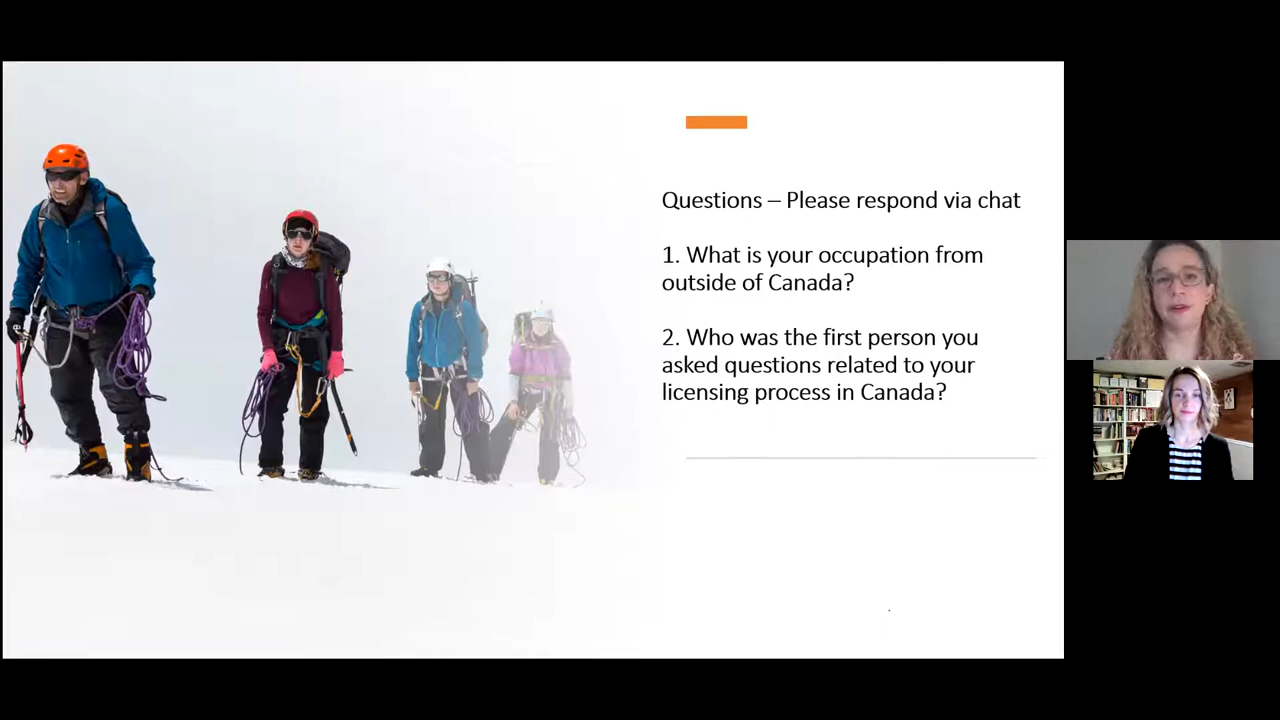 Questions – Please respond via chat
1. What is your occupation from
outside of Canada?
2. Who was the first person you
asked questions related to your
licensing process in Canada?